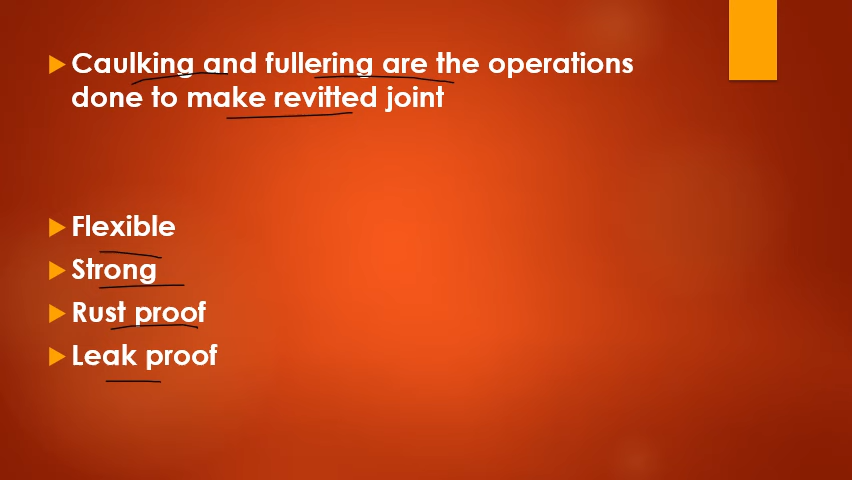 Caulking and fullering are the operations
done to make revitted joint
Flexible
Strong
Rust proof
Leak proof